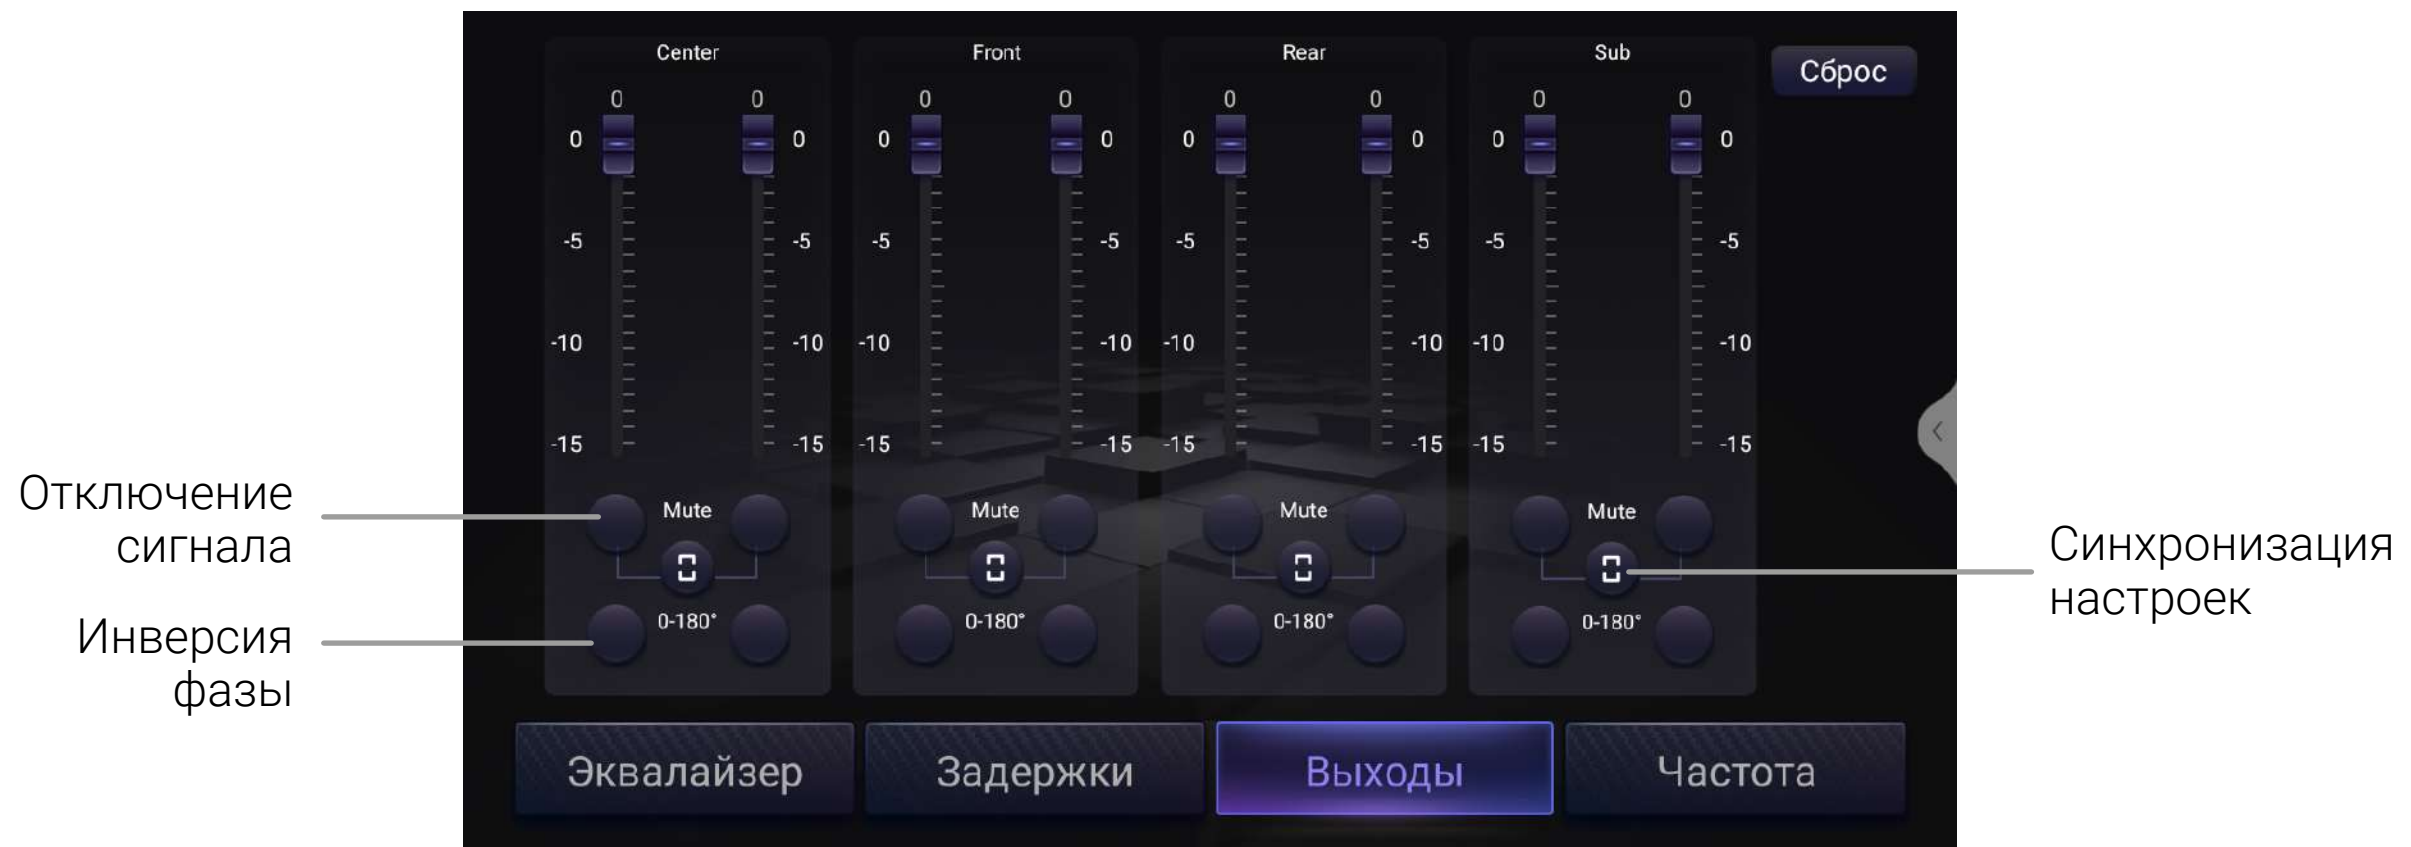 Center Front Rear Sub
Сброс
0 0 0 0 0 0 0 0
0 0 0 0 0 0 0 0
-5 -5 -5 -5 -5 -5 -5 -5
-10 -10 -10 -10 -10 -10 -10 -10
-15 -15 -15 -15 -15 -15 -15 -15
Отключение
сигнала
Mute Mute Mute Mute
Синхронизация
настроек
Инверсия
фазы
0-180° 0-180° 0-180° 0-180°
Эквалайзер Задержки Выходы Частота